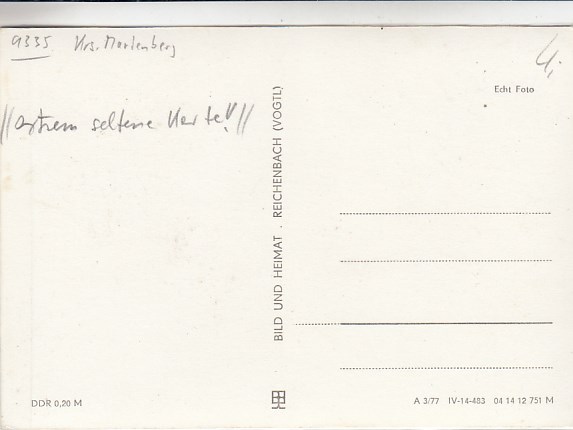 9335 Krs. Marienberg
4,-
Echt Foto
//extrem seltene Karte!!//
BILD UND HEIMAT . REICHENBACH (VOGTL)
DDR 0,20 M
A 3/77 IV-14-483 04 14 12 751 M